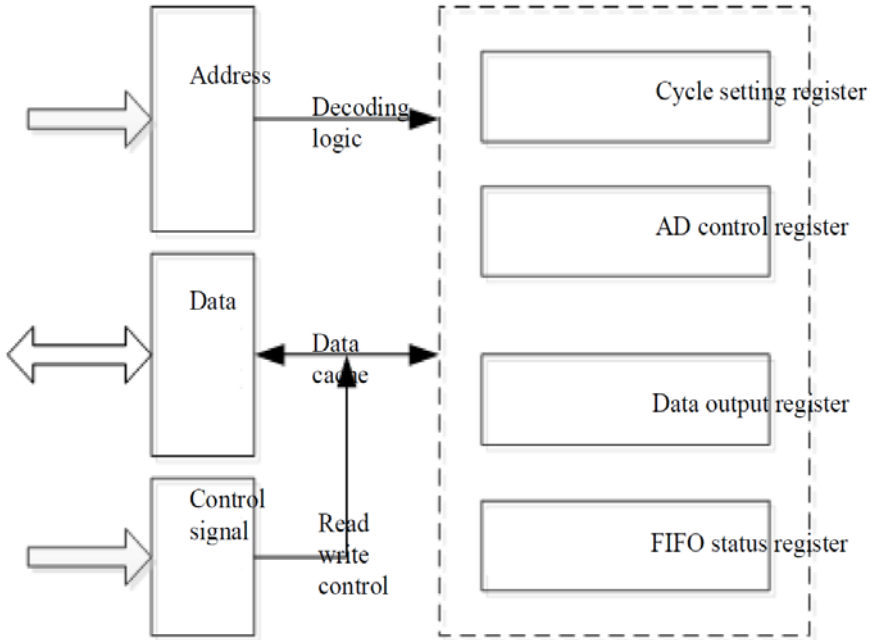 Address
Decoding
logic
Cycle setting register
AD control register
Data
Data
cache
Data output register
Control
signal
Read
write
control
FIFO status register